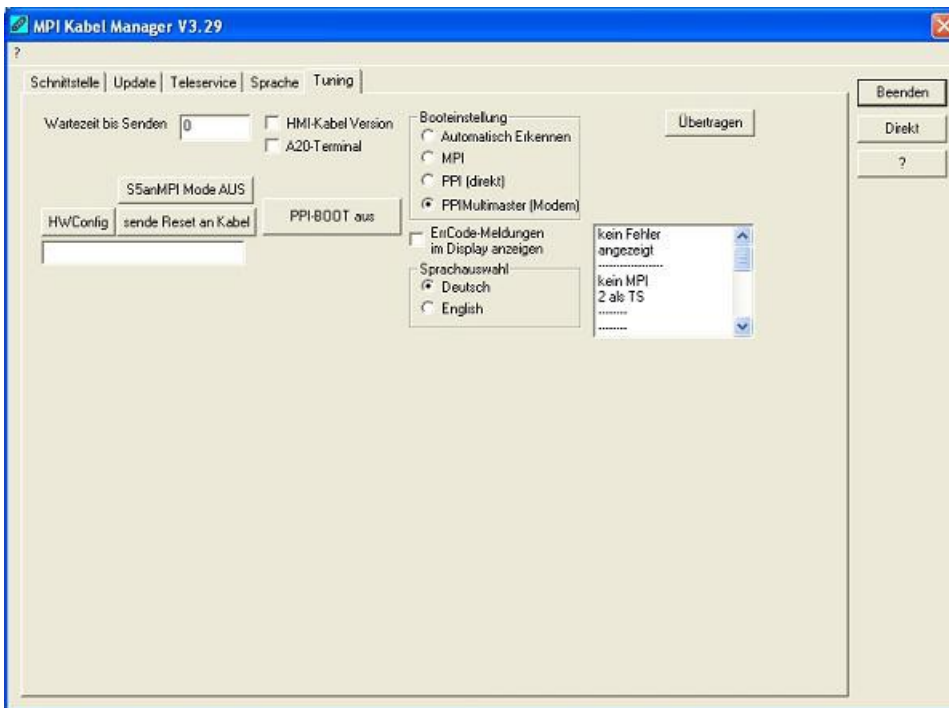 MPI Kabel Manager V3.29
?
Schnittstelle Update Teleservice Sprache Tuning
Beenden
Direkt
?
Wartezeit bis Senden 0
HMI-Kabel Version
A20-Terminal
S5anMPI Mode AUS
HWConfig sende Reset an Kabel
PPI-BOOT aus
Booteinstellung
Automatisch Erkennen
MPI
PPI (direkt)
PPIMultimaster (Modem)
ErrCode-Meldungen
im Display anzeigen
Sprachauswahl
Deutsch
English
Übertragen
kein Fehler
angezeigt
-------------------
kein MPI
2 als TS
---------
---------